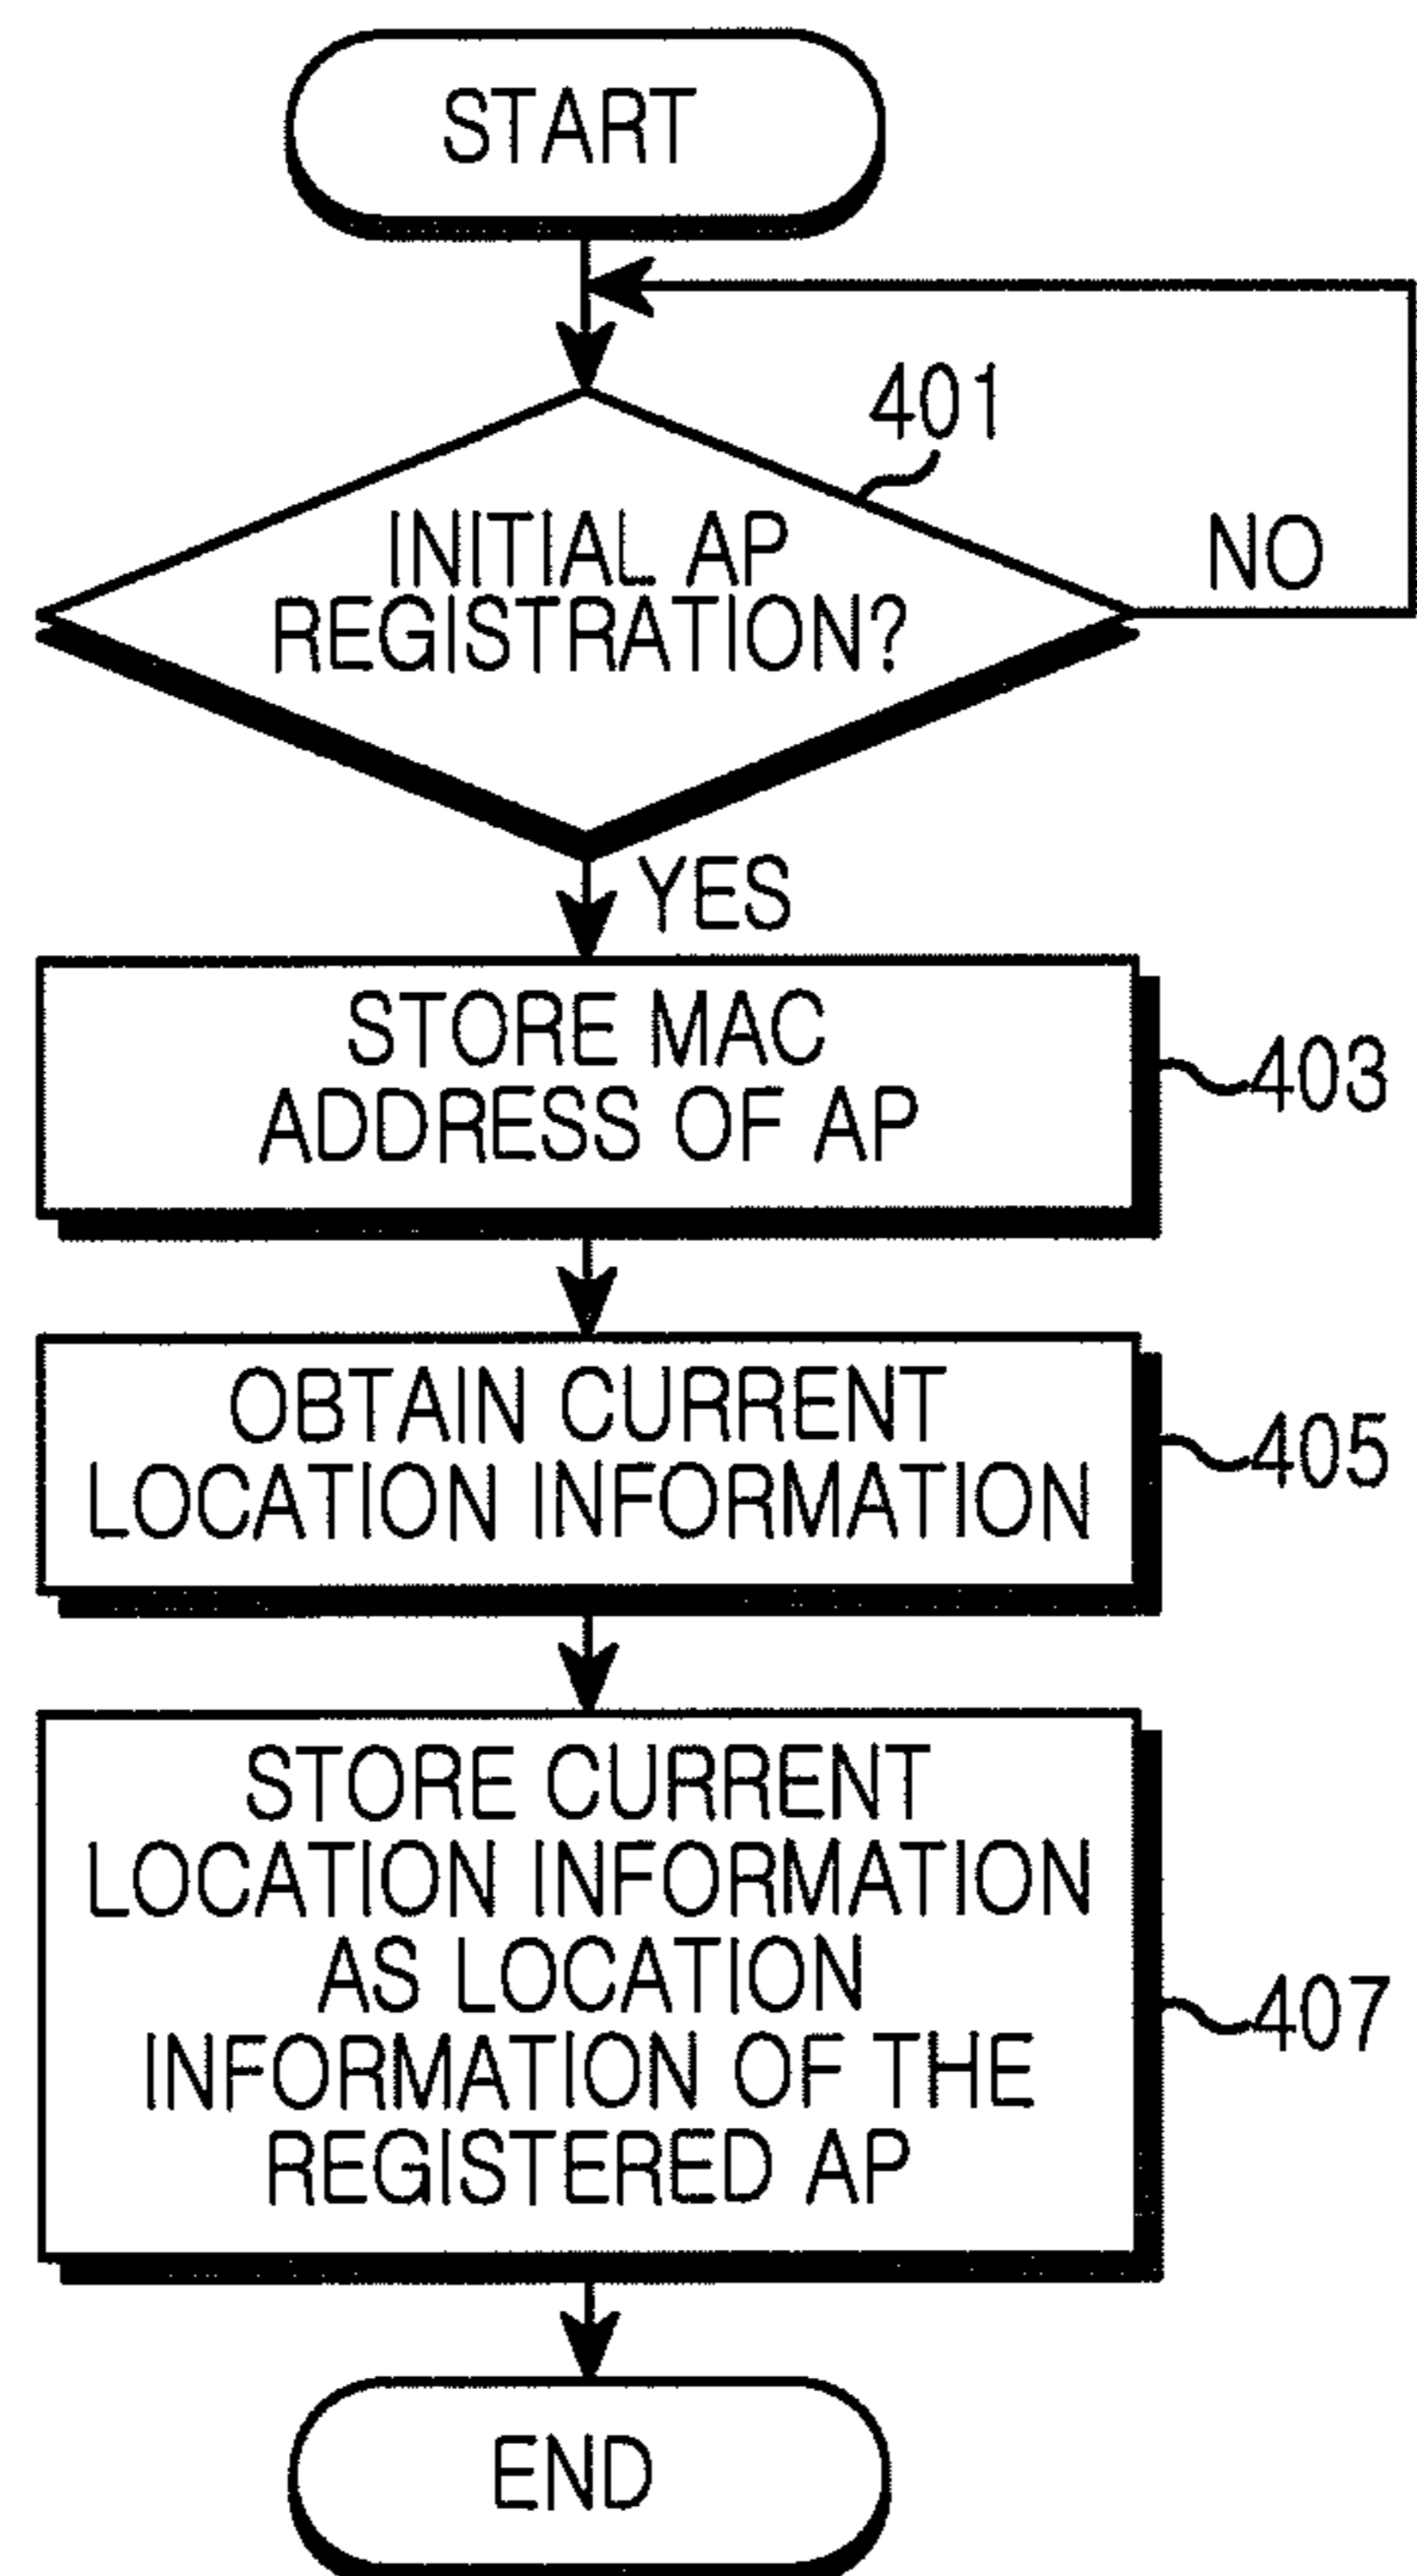 START
401
INITIAL AP
REGISTRATION?
NO
YES
STORE MAC
ADDRESS OF AP
403
OBTAIN CURRENT
LOCATION INFORMATION
405
STORE CURRENT
LOCATION INFORMATION
AS LOCATION
INFORMATION OF THE
REGISTERED AP
407
END